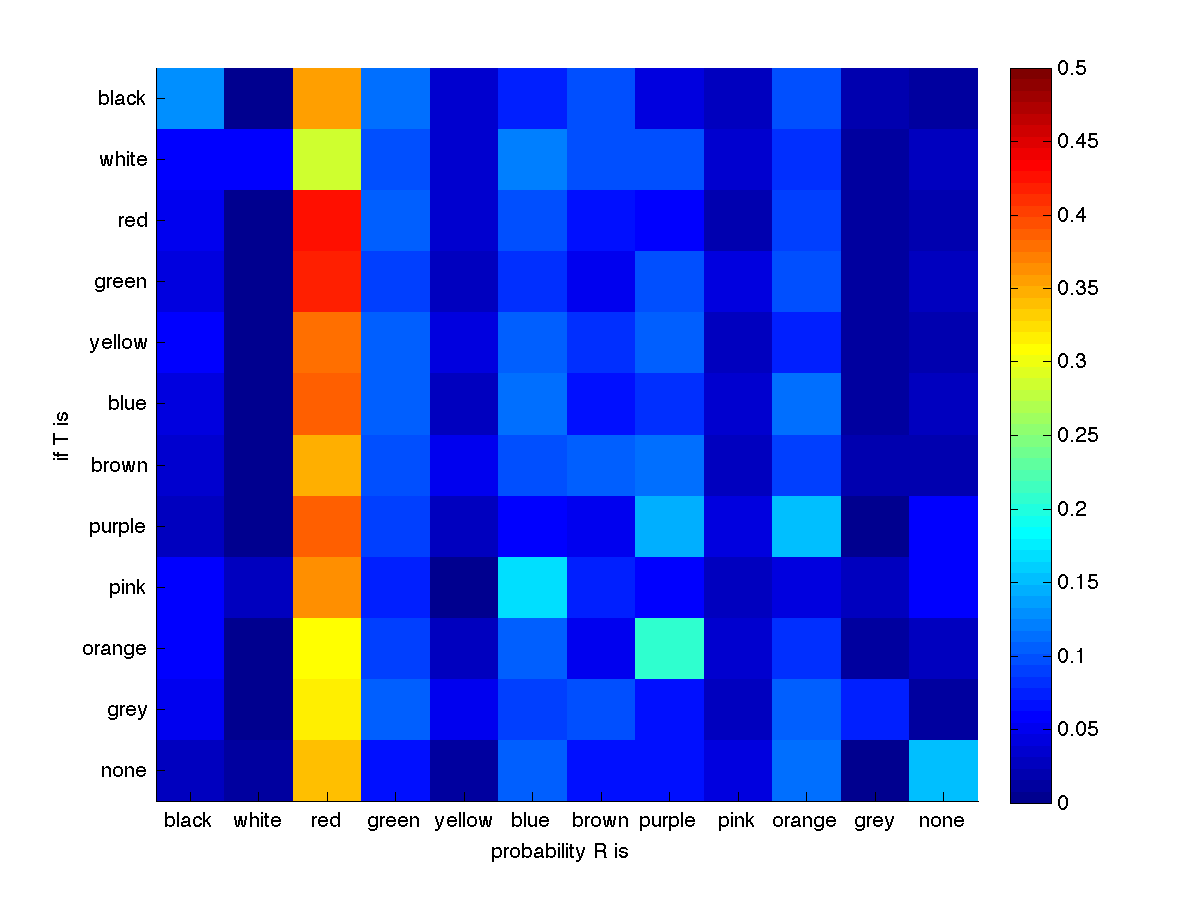 black
white
red
green
yellow
blue
brown
purple
pink
orange
grey
none
if T is
black white red green yellow blue brown purple pink orange grey none
probability R is
0.5
0.45
0.4
0.35
0.3
0.25
0.2
0.15
0.1
0.05
0